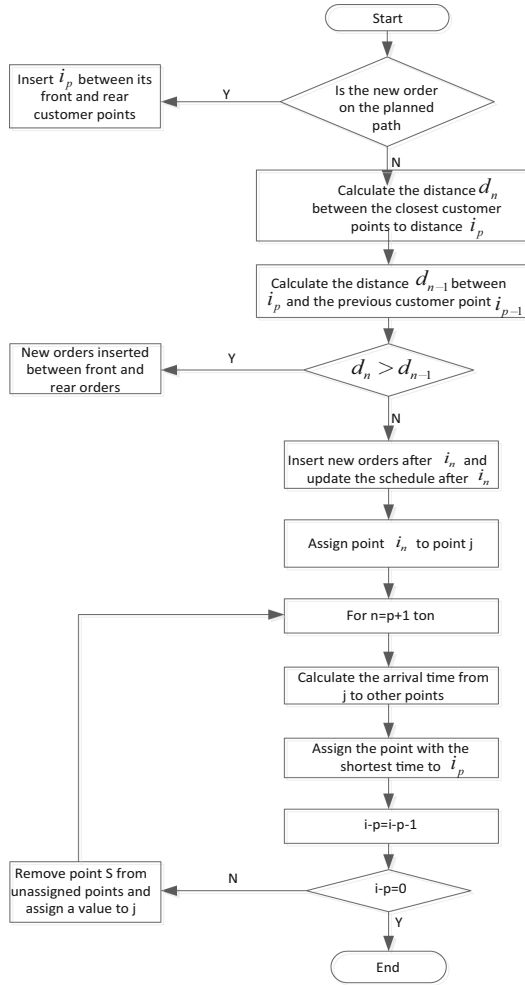 Start
Is the new order
on the planned
path
Y
Insert i_p between its
front and rear
customer points
N
Calculate the distance d_n
between the closest customer
points to distance i_p
Calculate the distance d_{n-1} between
i_p and the previous customer point i_{p-1}
d_n > d_{n-1}
Y
New orders inserted
between front and
rear orders
N
Insert new orders after i_n and
update the schedule after i_n
Assign point i_n to point j
For n=p+1 ton
Calculate the arrival time from
j to other points
Assign the point with the
shortest time to i_p
i-p=i-p-1
i-p=0
N
Remove point S from
unassigned points and
assign a value to j
Y
End